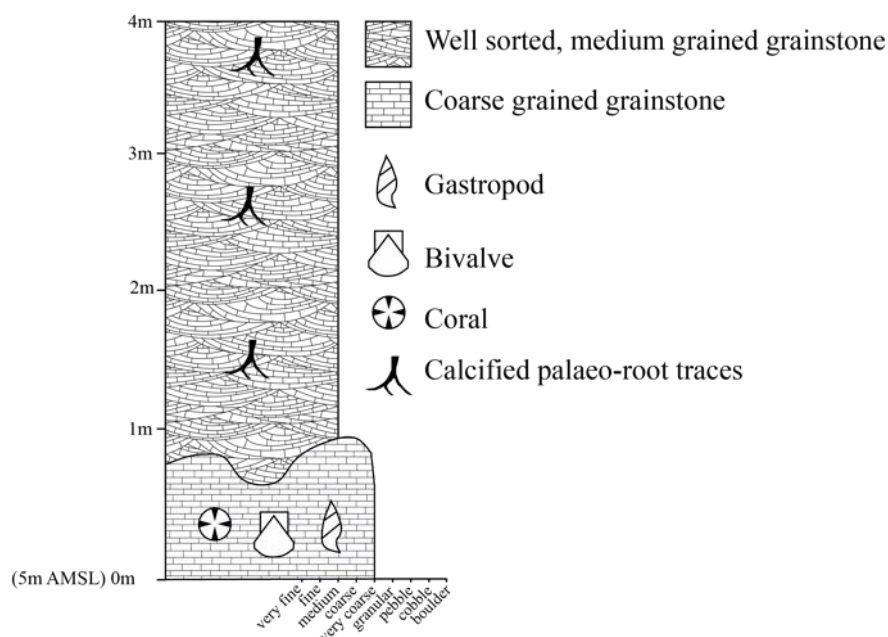 4m
Well sorted, medium grained grainstone
Coarse grained grainstone
3m
Gastropod
2m
Bivalve
Coral
Calcified palaeo-root traces
1m
(5m AMSL) 0m
very fine
fine
medium
coarse
very coarse
granular
pebble
cobble
boulder